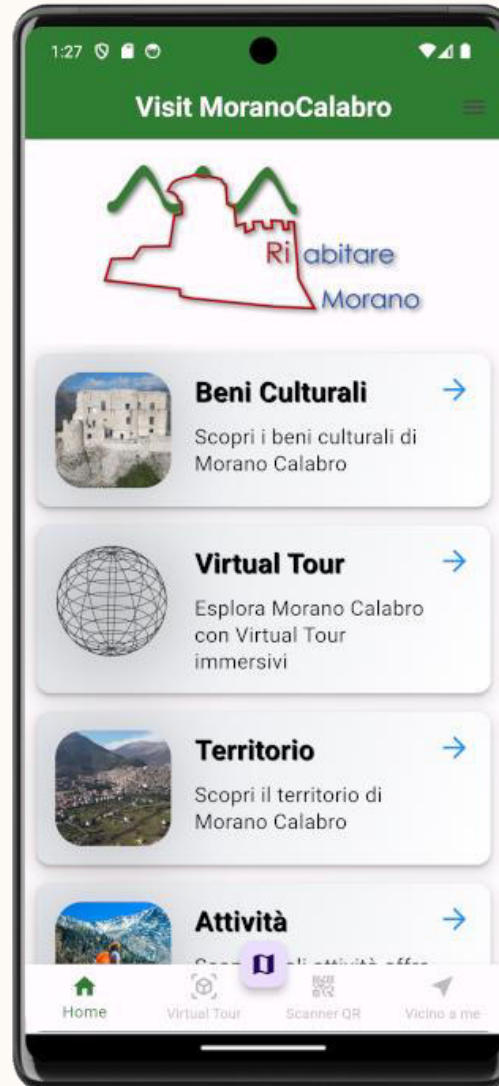 1:27
Visit MoranoCalabro
Ri abitare
Morano
Beni Culturali
Scopri i beni culturali di
Morano Calabro
Virtual Tour
Esplora Morano Calabro
con Virtual Tour
immersivi
Territorio
Scopri il territorio di
Morano Calabro
Attività
Home
Virtual Tour
Scanner QR
Vicino a me